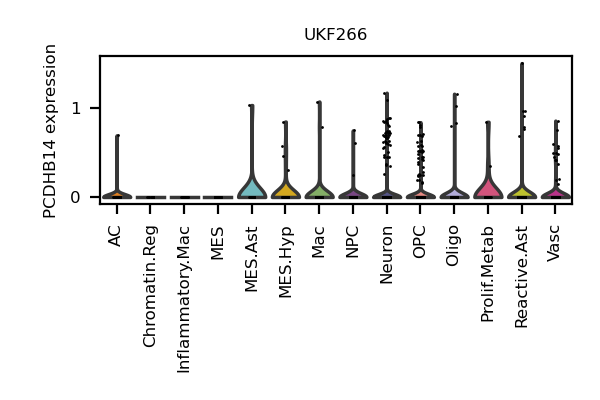 UKF266
PCDHB14 expression
1
0
AC
Chromatin.Reg
Inflammatory.Mac
MES
MES.Ast
MES.Hyp
Mac
NPC
Neuron
OPC
Oligo
Prolif.Metab
Reactive.Ast
Vasc